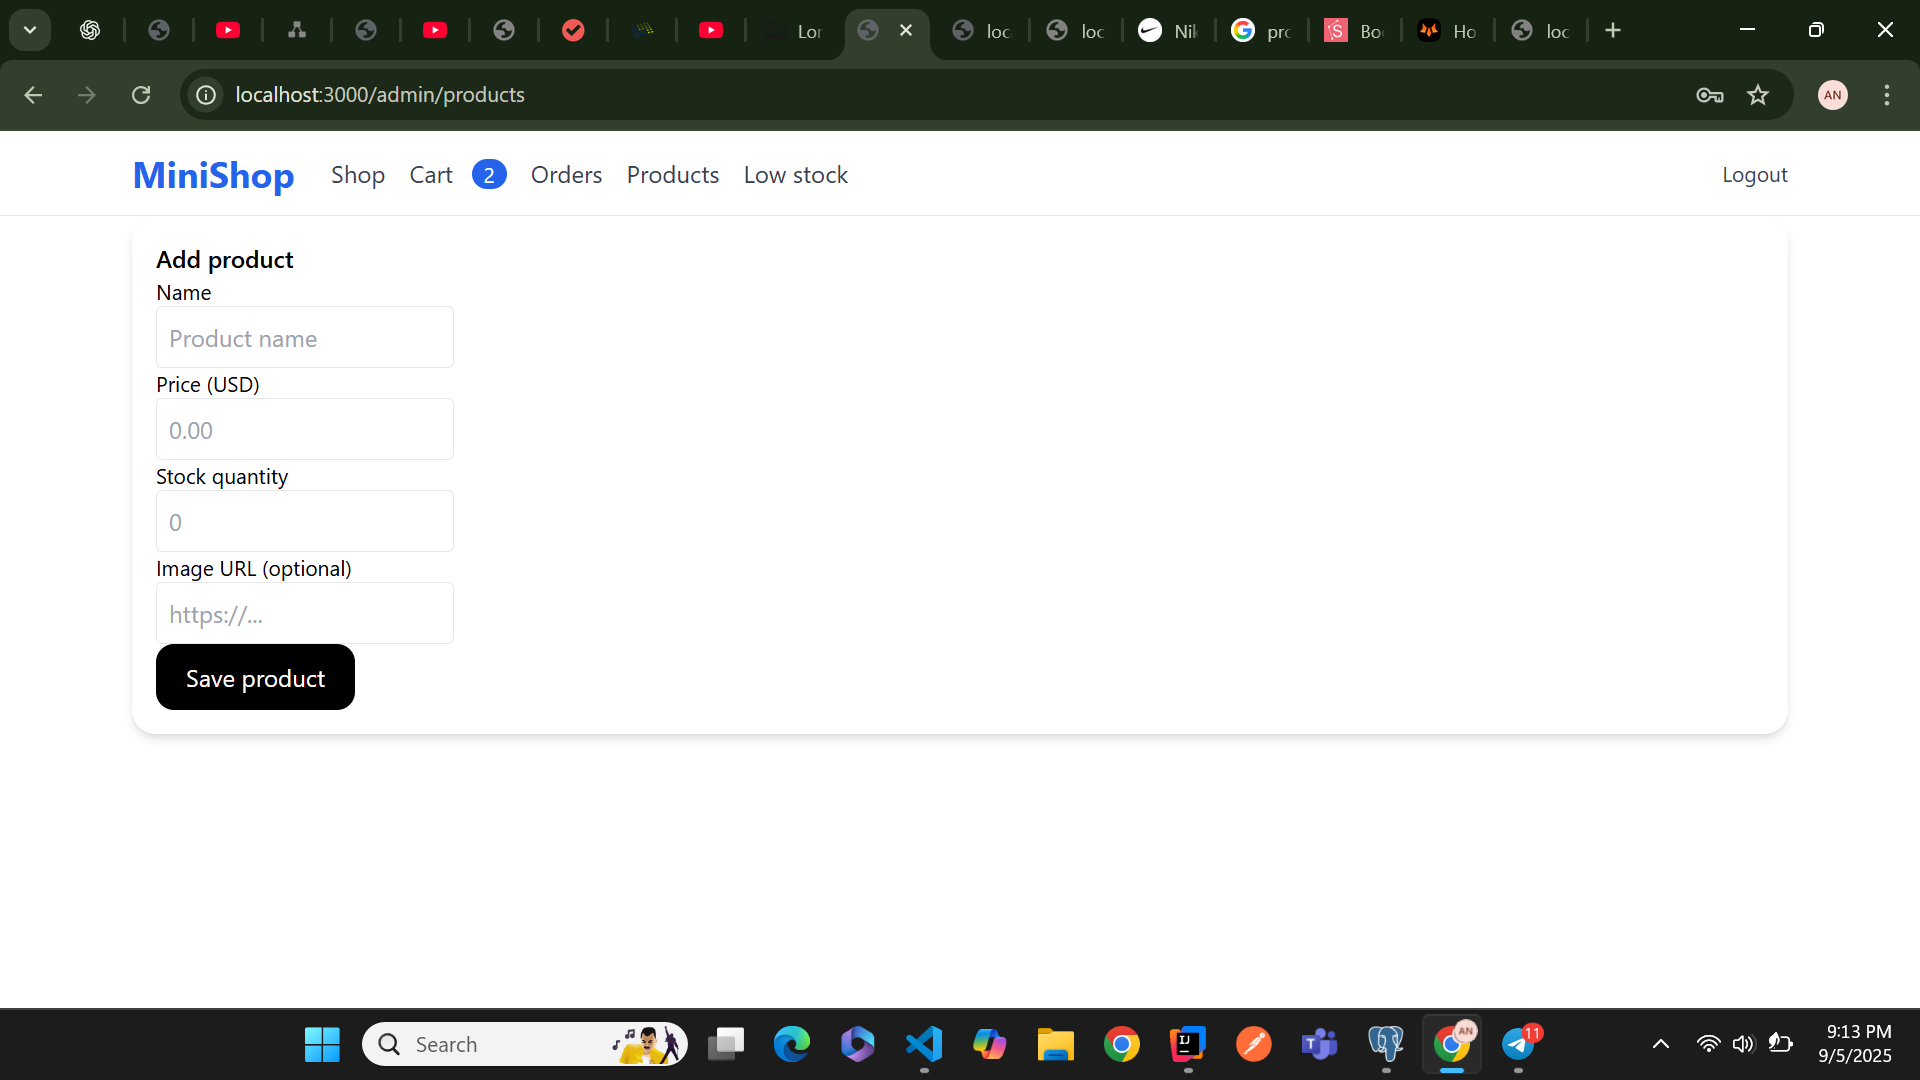 Lor
loc
loc
Nik
pro
Bo
Ho
loc
localhost:3000/admin/products
AN
MiniShop Shop Cart 2 Orders Products Low stock Logout
Add product
Name
Product name
Price (USD)
0.00
Stock quantity
0
Image URL (optional)
https://...
Save product
Search
AN
11
9:13 PM
9/5/2025